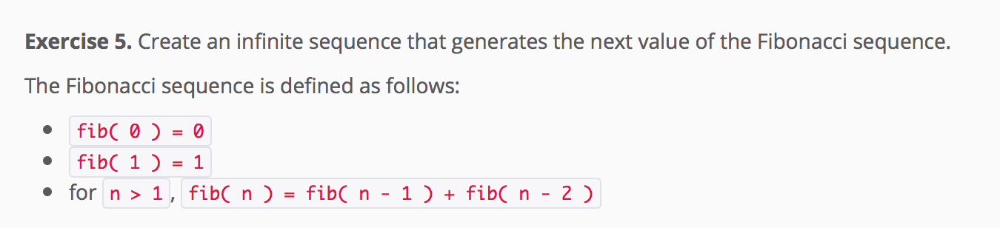 Exercise 5. Create an infinite sequence that generates the next value of the Fibonacci sequence.
The Fibonacci sequence is defined as follows:
• fib( 0 ) = 0
• fib( 1 ) = 1
• for n > 1, fib( n ) = fib( n - 1 ) + fib( n - 2 )